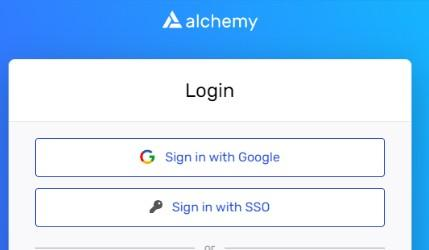 alchemy
Login
Sign in with Google
Sign in with SSO
or